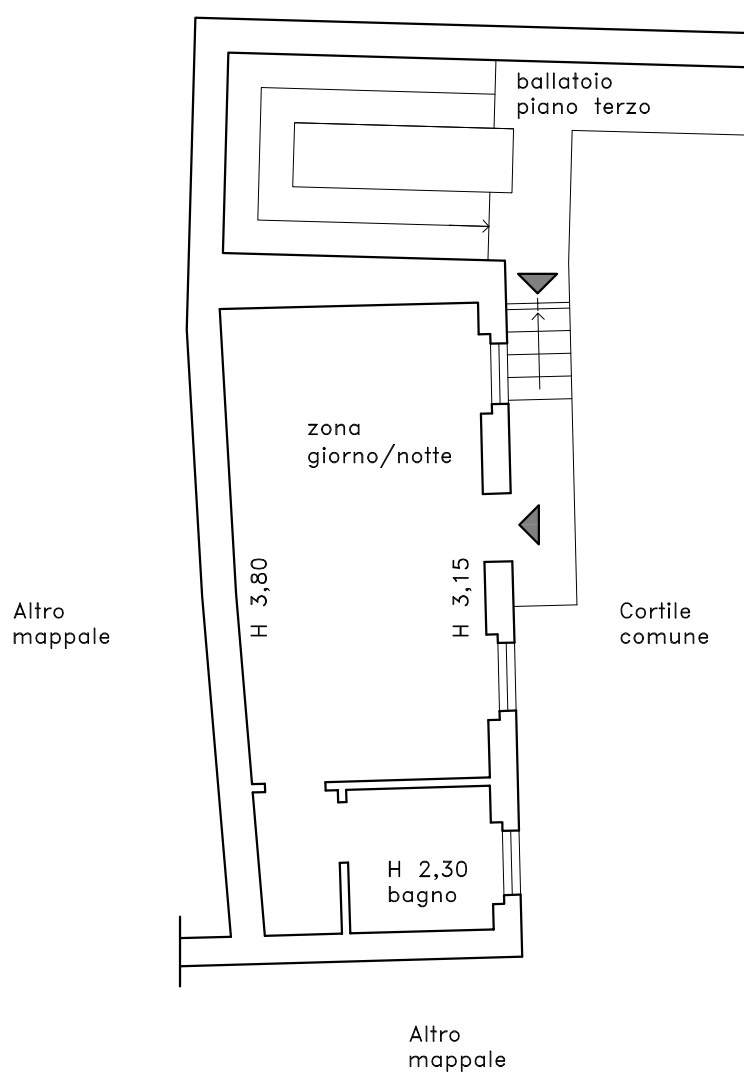 ballatoio
piano terzo
zona
giorno/notte
H 3,80
H 3,15
Altro
mappale
Cortile
comune
H 2,30
bagno
Altro
mappale